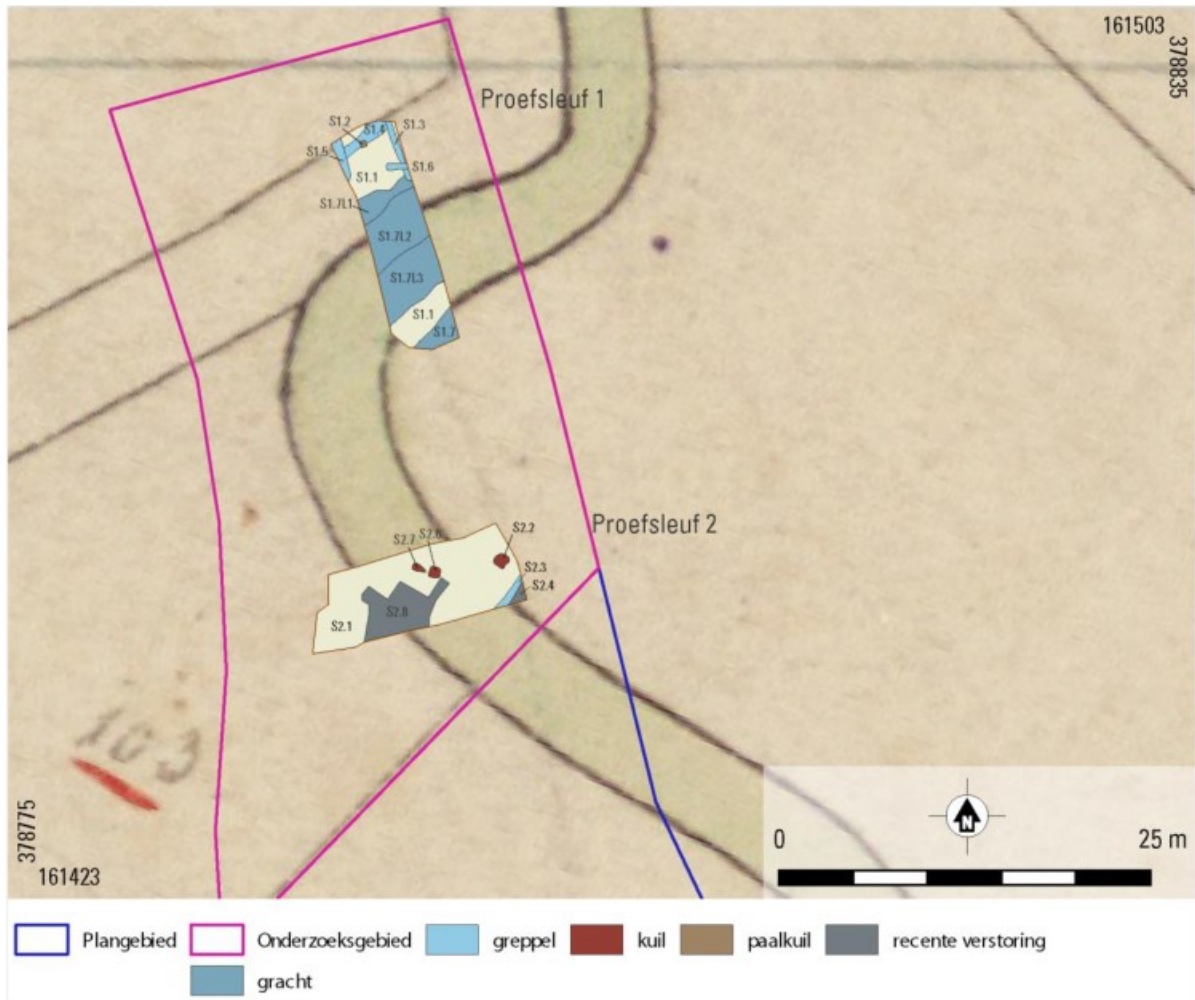 161503
378835
Proefsleuf 1
S1.2
S1.4
S1.3
S1.5
S1.6
S1.1
S1.7L1
S1.7L2
S1.7L3
S1.1
S1.7
Proefsleuf 2
S2.7
S2.2
S2.3
S2.4
S2.8
S2.1
103
378775
161423
N
0 25 m
Plangebied Onderzoeksgebied greppel kuil paalkuil recente verstoring
gracht